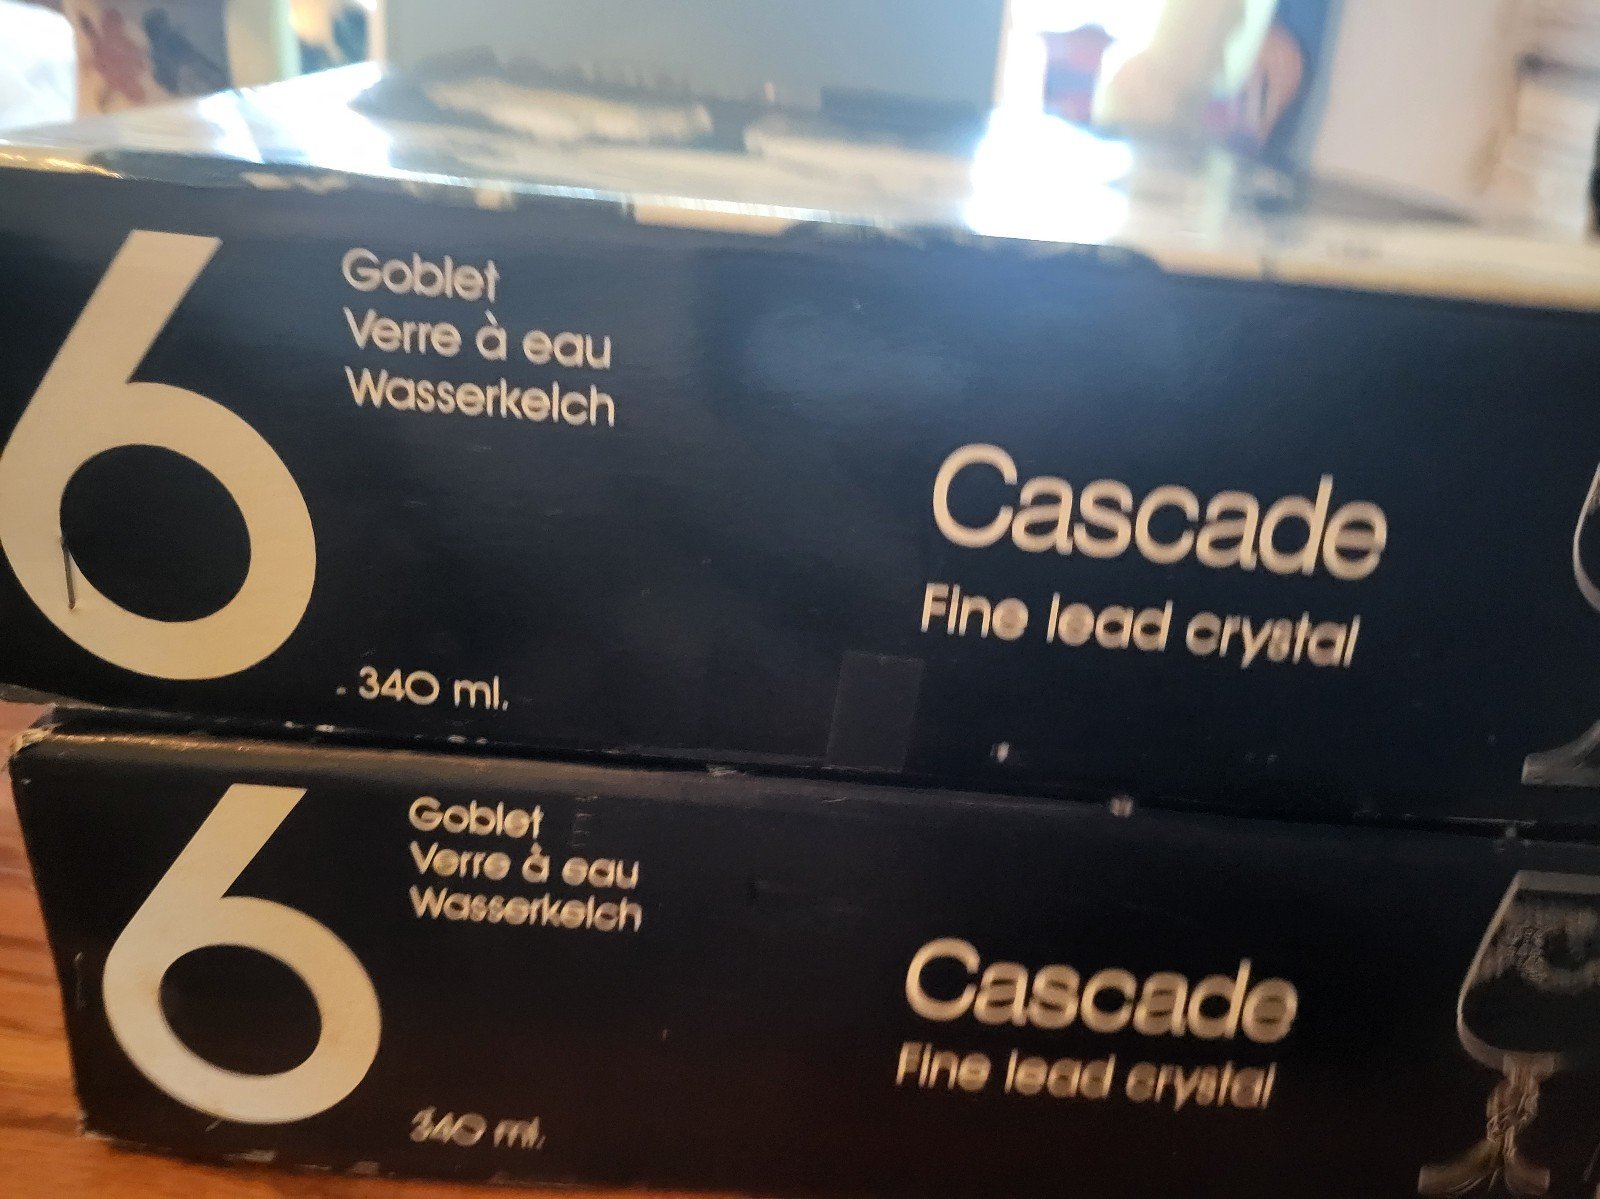 6
Goblet
Verre à eau
Wasserkelch
340 ml.
Cascade
Fine lead crystal
6
Goblet
Verre à eau
Wasserkelch
340 ml.
Cascade
Fine lead crystal